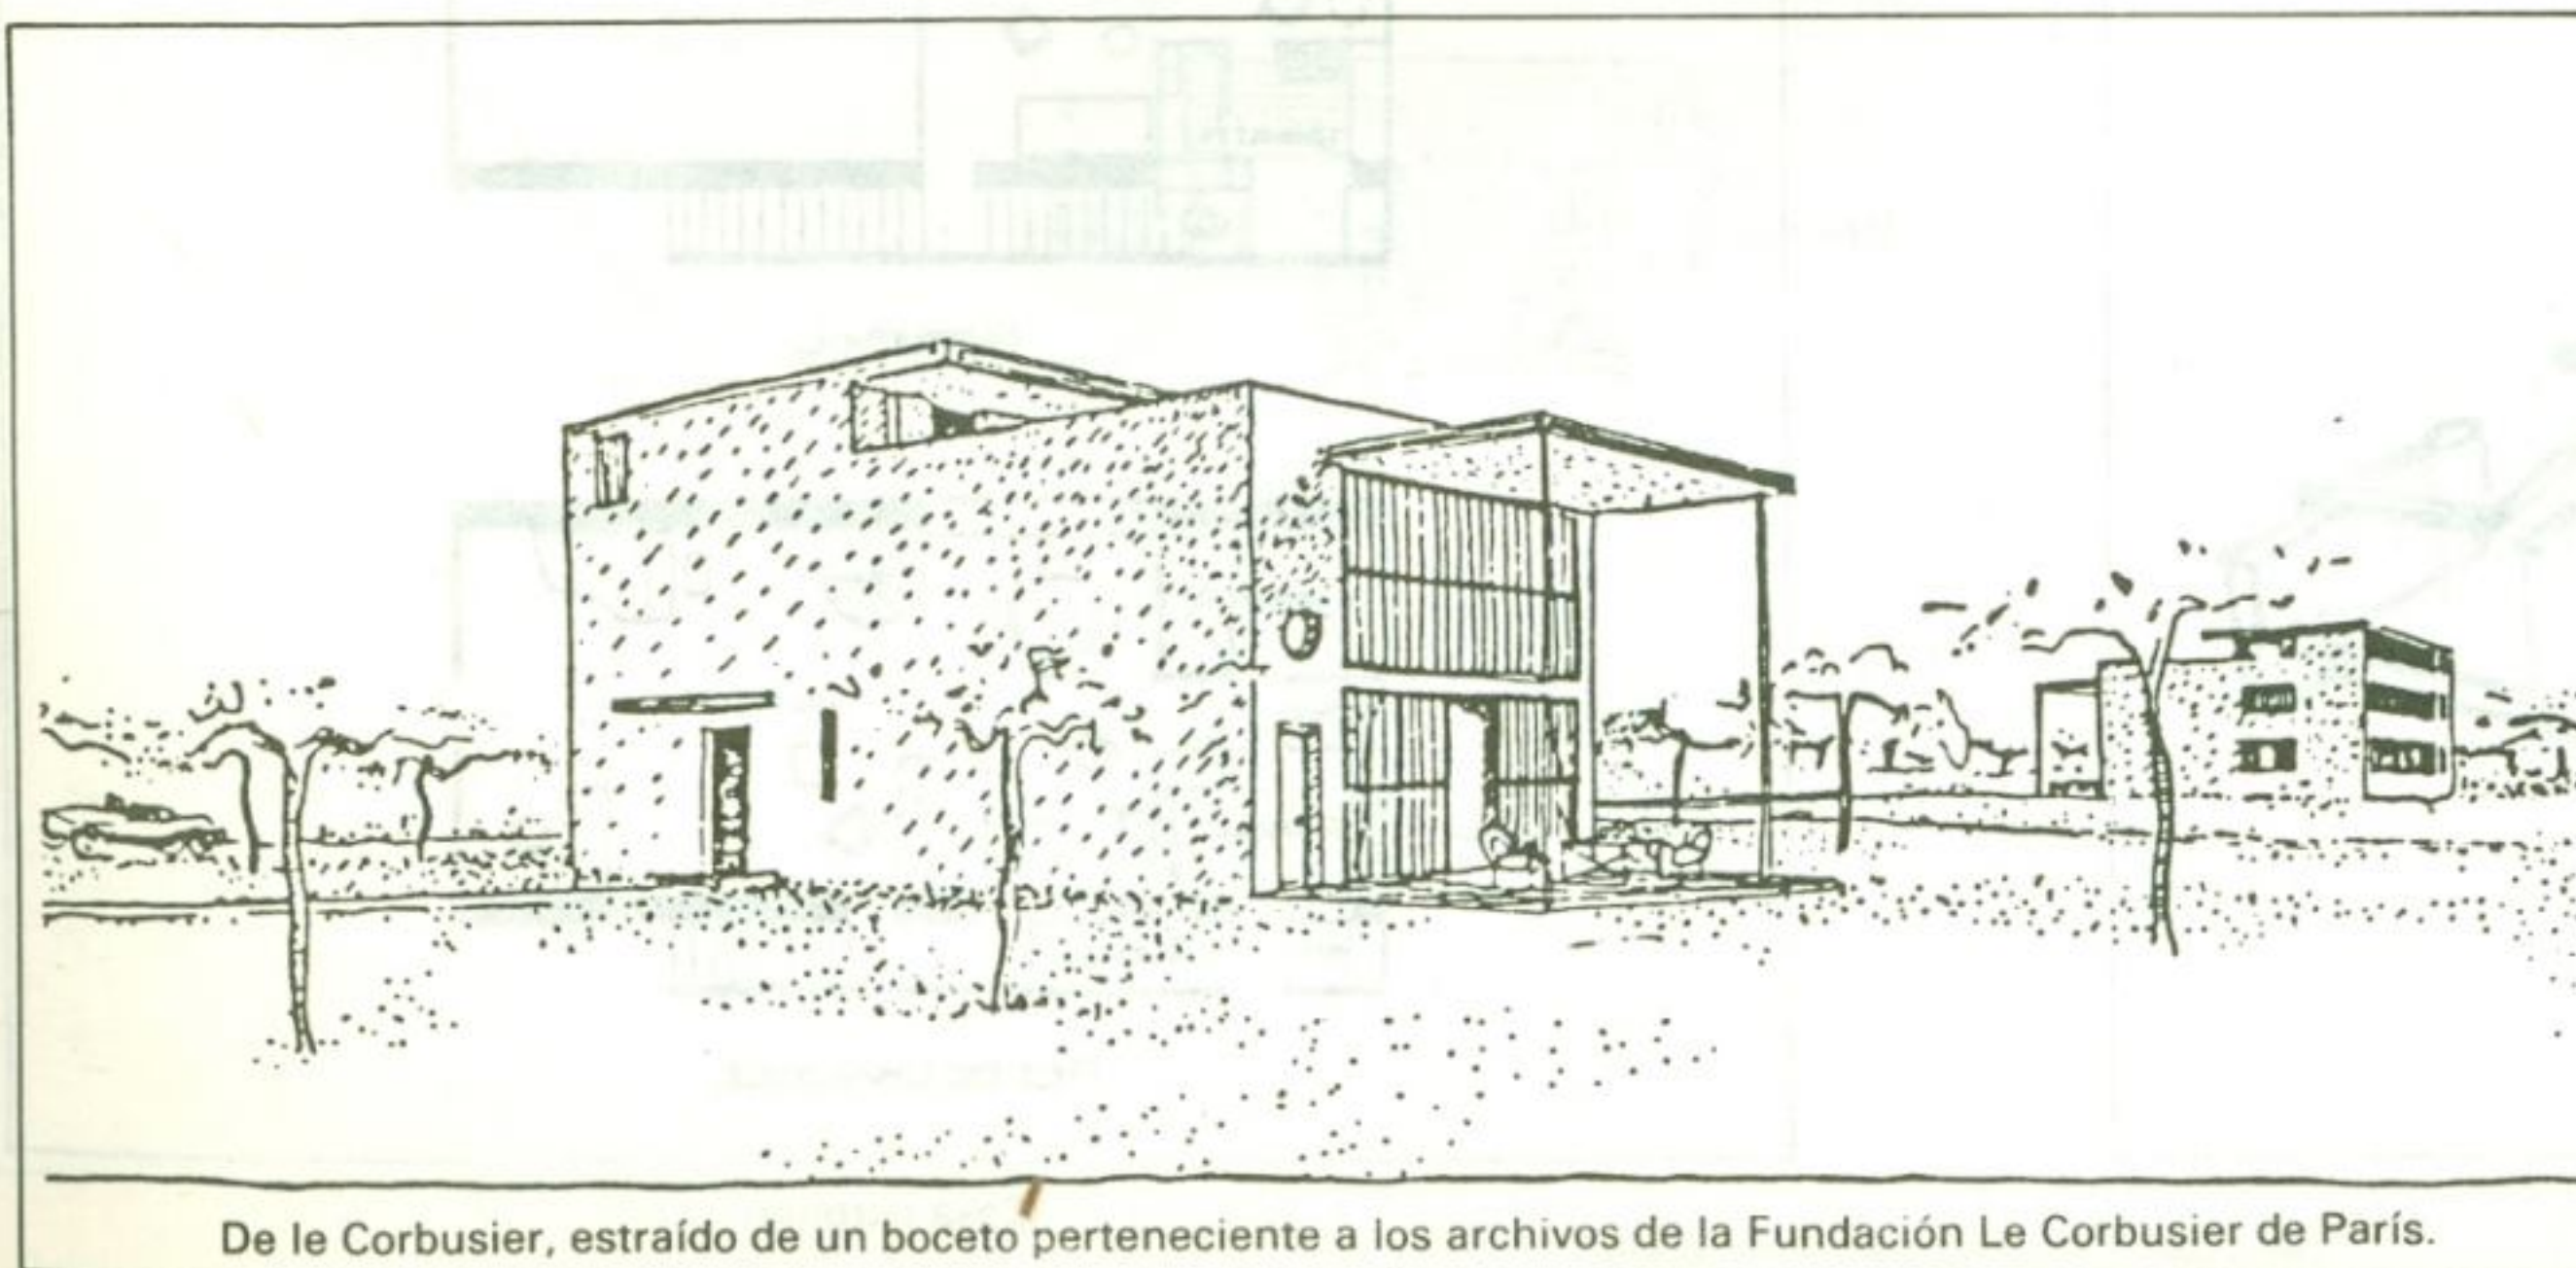 De le Corbusier, estraído de un boceto perteneciente a los archivos de la Fundación Le Corbusier de París.